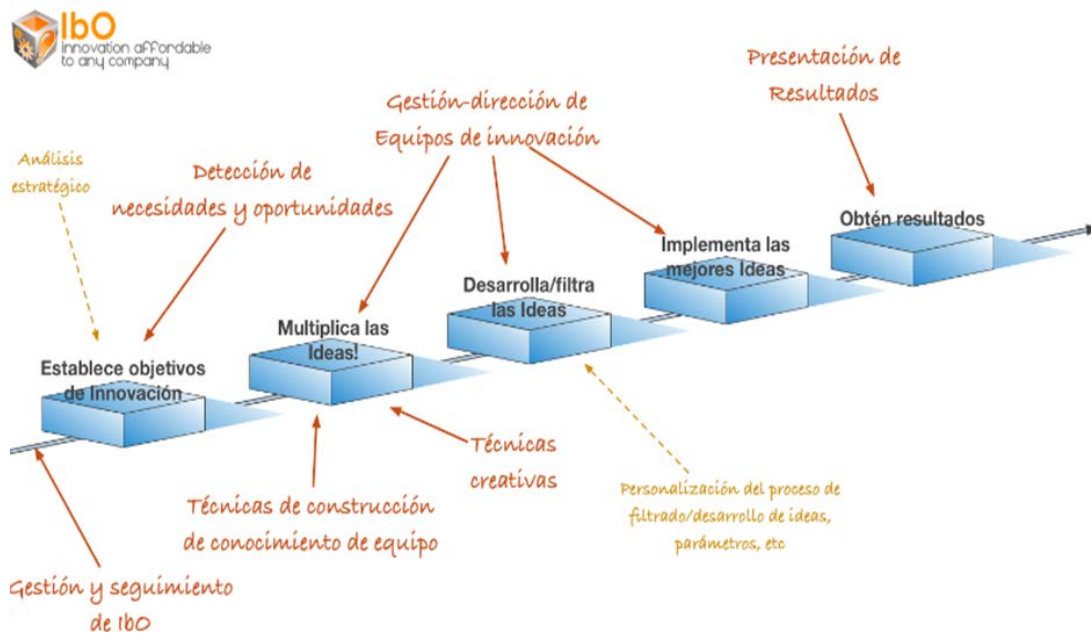 IbO
innovation affordable
to any company
Presentación de
Resultados
Gestión-dirección de
Equipos de innovación
Análisis
estratégico
Detección de
necesidades y oportunidades
Obtén resultados
Implementa las
mejores Ideas
Desarrolla/filtra
las Ideas
Multiplica las
Ideas!
Establece objetivos
de Innovación
Técnicas
creativas
Técnicas de construcción
de conocimiento de equipo
Personalización del proceso de
filtrado/desarrollo de ideas,
parámetros, etc
Gestión y seguimiento
de IbO